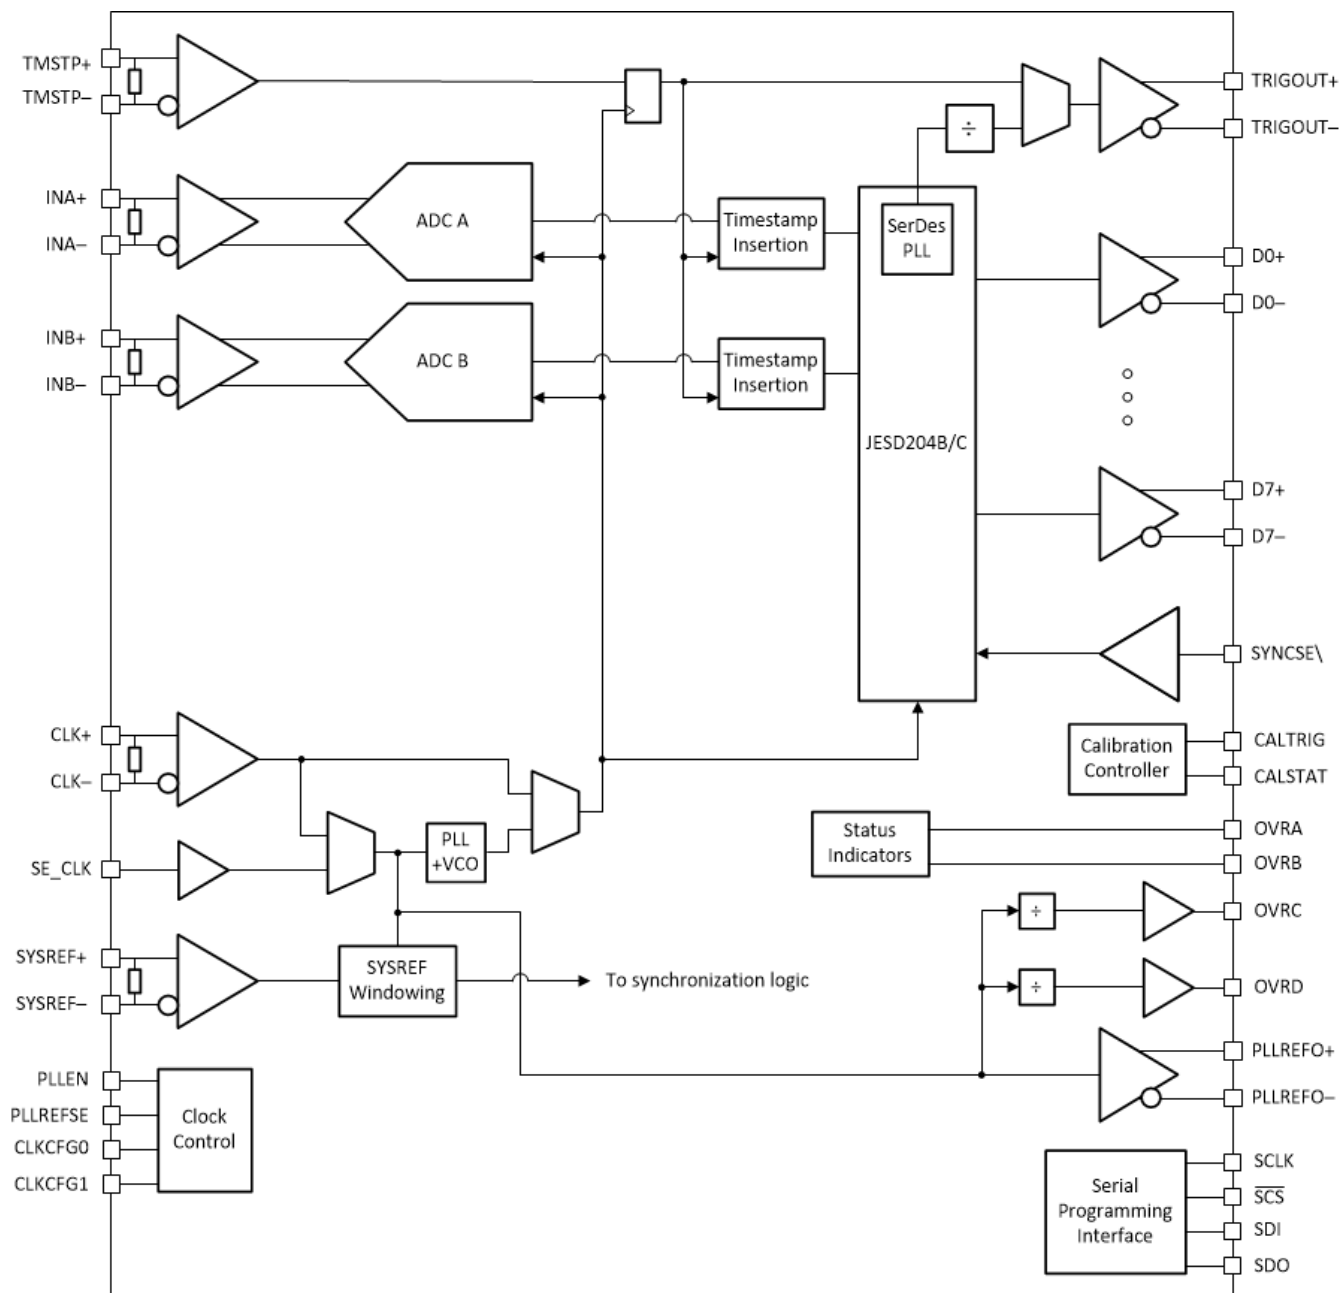 TMSTP+
TMSTP–
TRIGOUT+
TRIGOUT–
÷
INA+
INA–
ADC A
Timestamp
Insertion
SerDes
PLL
D0+
D0–
INB+
INB–
ADC B
Timestamp
Insertion
JESD204B/C
D7+
D7–
SYNCSE\
CLK+
CLK–
Calibration
Controller
CALTRIG
CALSTAT
SE_CLK
PLL
+VCO
Status
Indicators
OVRA
OVRB
÷
OVRC
SYSREF+
SYSREF–
SYSREF
Windowing
To synchronization logic
÷
OVRD
PLLREFO+
PLLREFO–
PLLEN
PLLREFSE
CLKCFG0
CLKCFG1
Clock
Control
Serial
Programming
Interface
SCLK
SCS
SDI
SDO